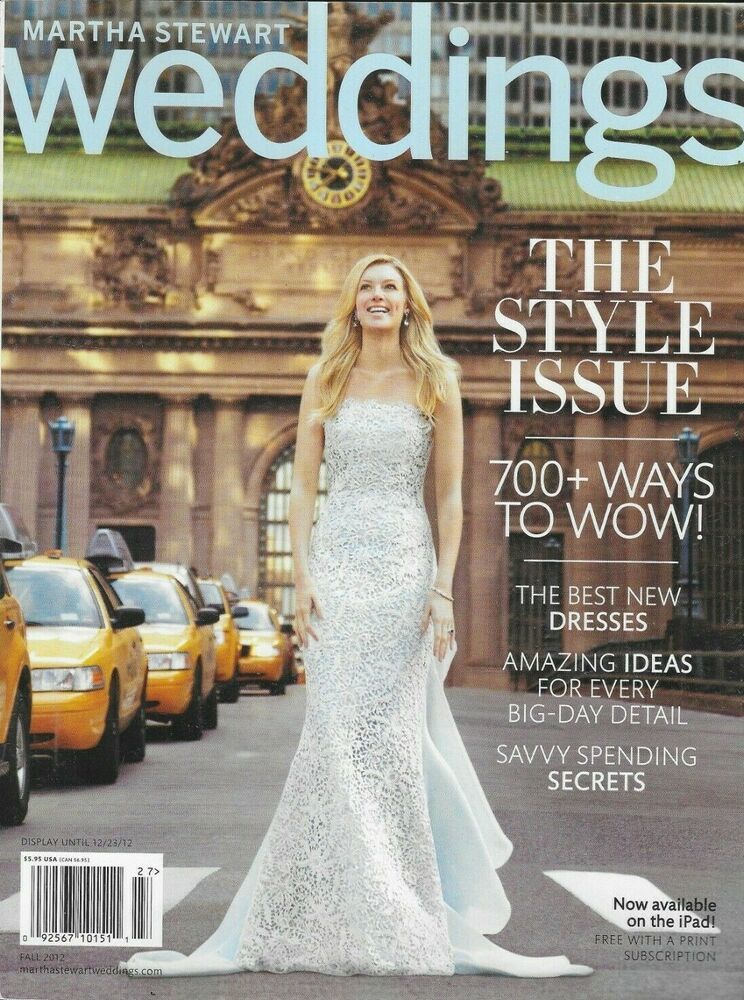 MARTHA STEWART
weddings
THE
STYLE
ISSUE
700+ WAYS
TO WOW!
THE BEST NEW
DRESSES
AMAZING IDEAS
FOR EVERY
BIG-DAY DETAIL
SAVVY SPENDING
SECRETS
DISPLAY UNTIL 12/23/12
$5.95 USA (CAN $6.95)
27>
0 92567 10151 1
FALL 2012
marthastewartweddings.com
Now available
on the iPad!
FREE WITH A PRINT
SUBSCRIPTION